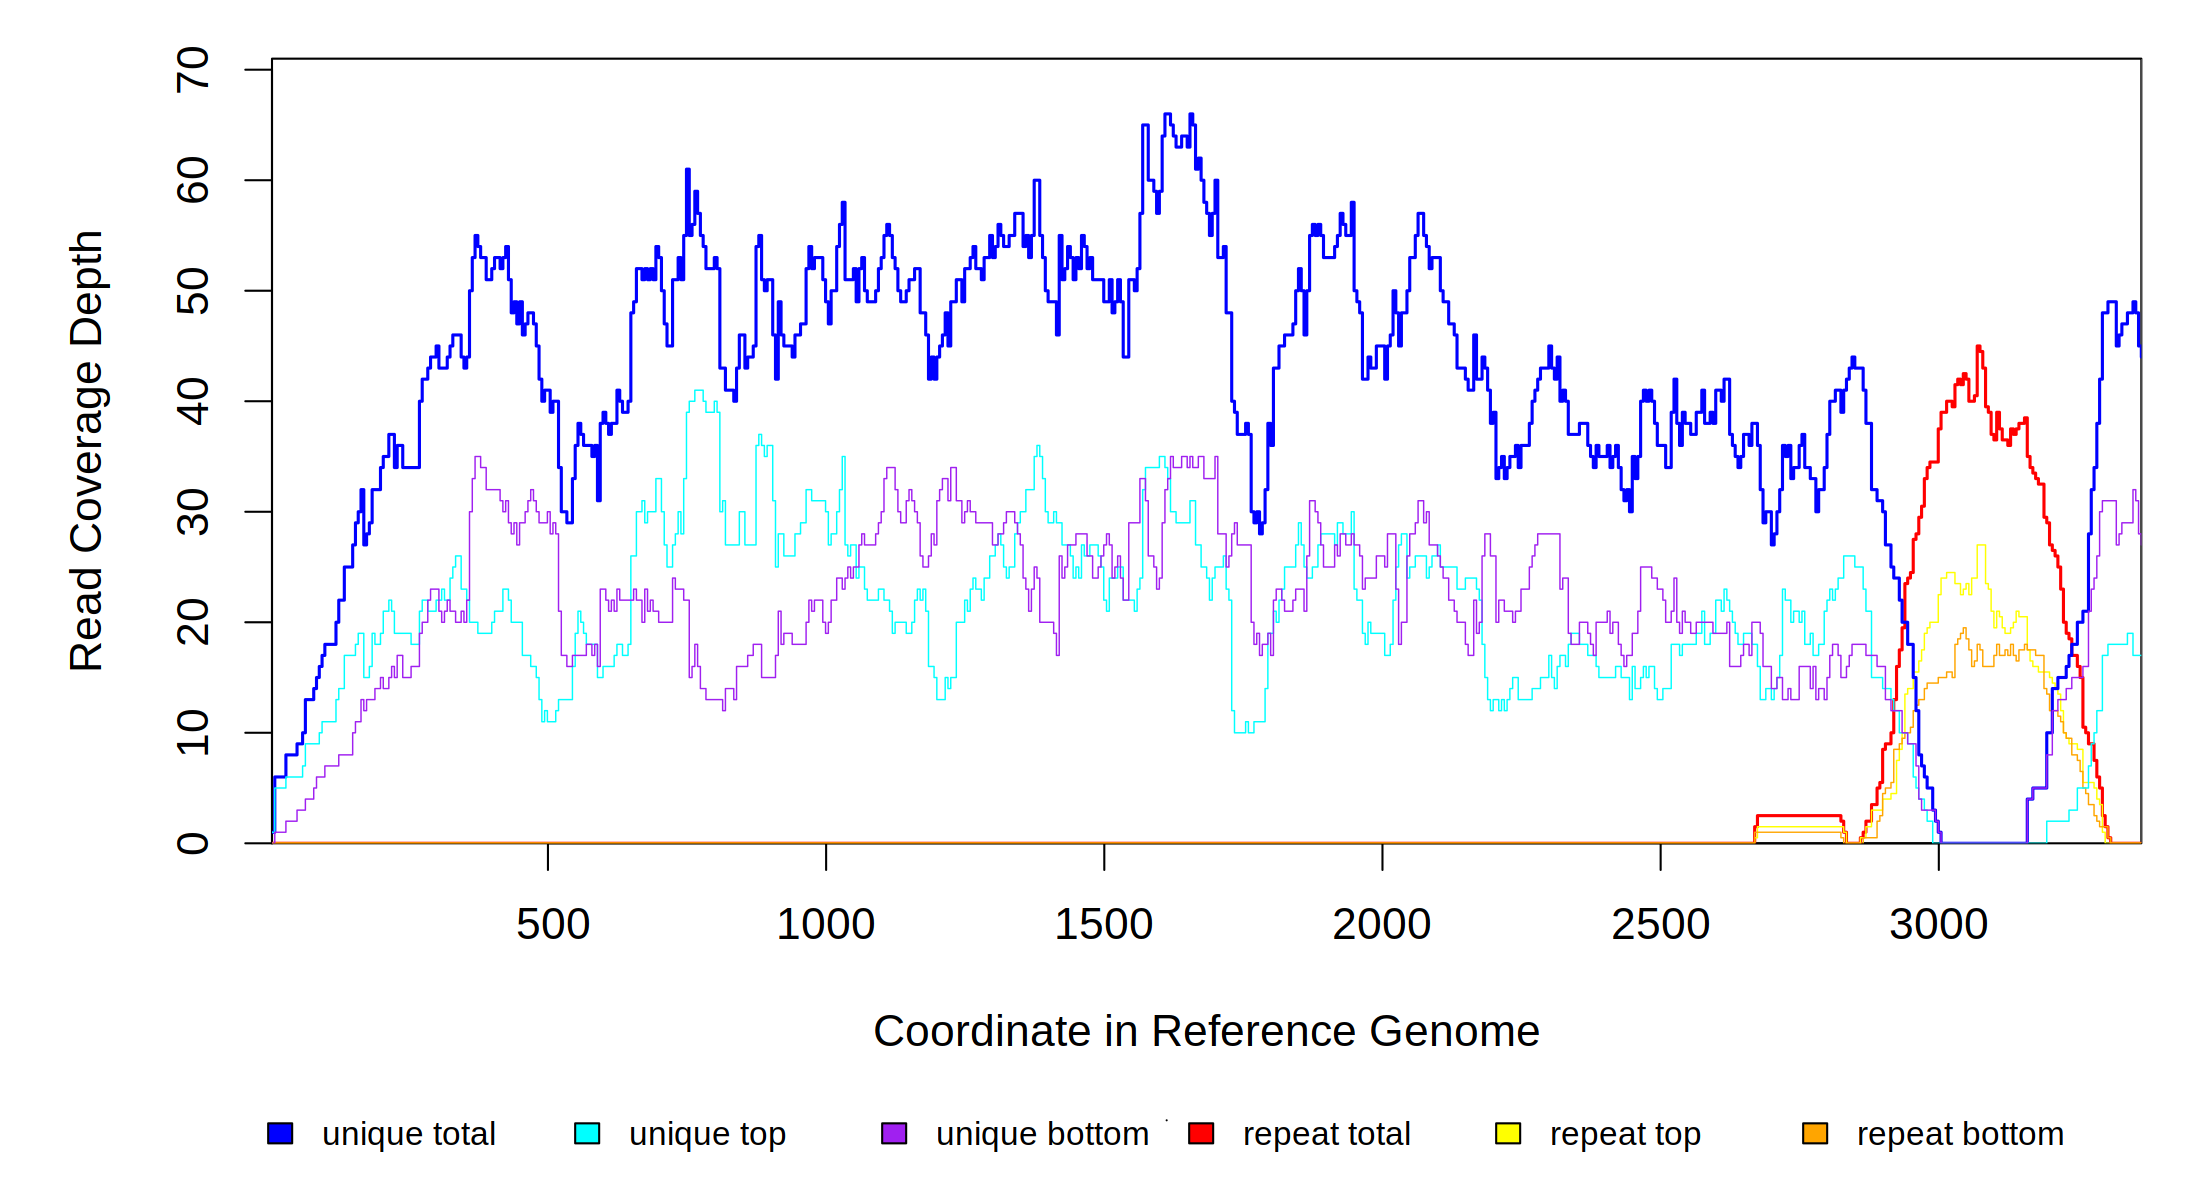 70
60
50
40
30
20
10
0
Read Coverage Depth
500 1000 1500 2000 2500 3000
Coordinate in Reference Genome
unique total unique top unique bottom repeat total repeat top repeat bottom